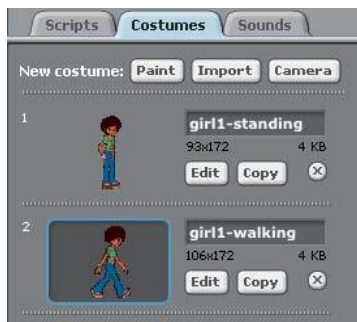 Scripts Costumes Sounds
New costume: Paint Import Camera
1
girl1-standing
93x172 4 KB
Edit Copy
2
girl1-walking
106x172 4 KB
Edit Copy